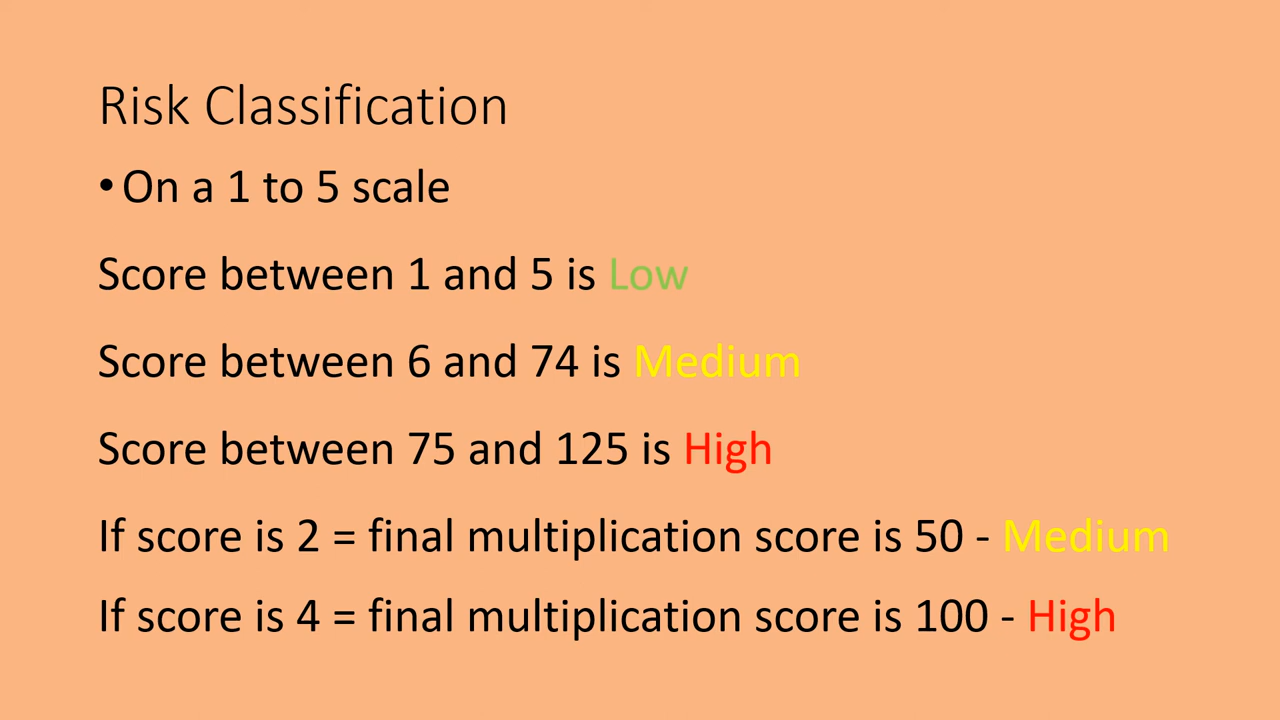 Risk Classification
• On a 1 to 5 scale
Score between 1 and 5 is Low
Score between 6 and 74 is Medium
Score between 75 and 125 is High
If score is 2 = final multiplication score is 50 - Medium
If score is 4 = final multiplication score is 100 - High